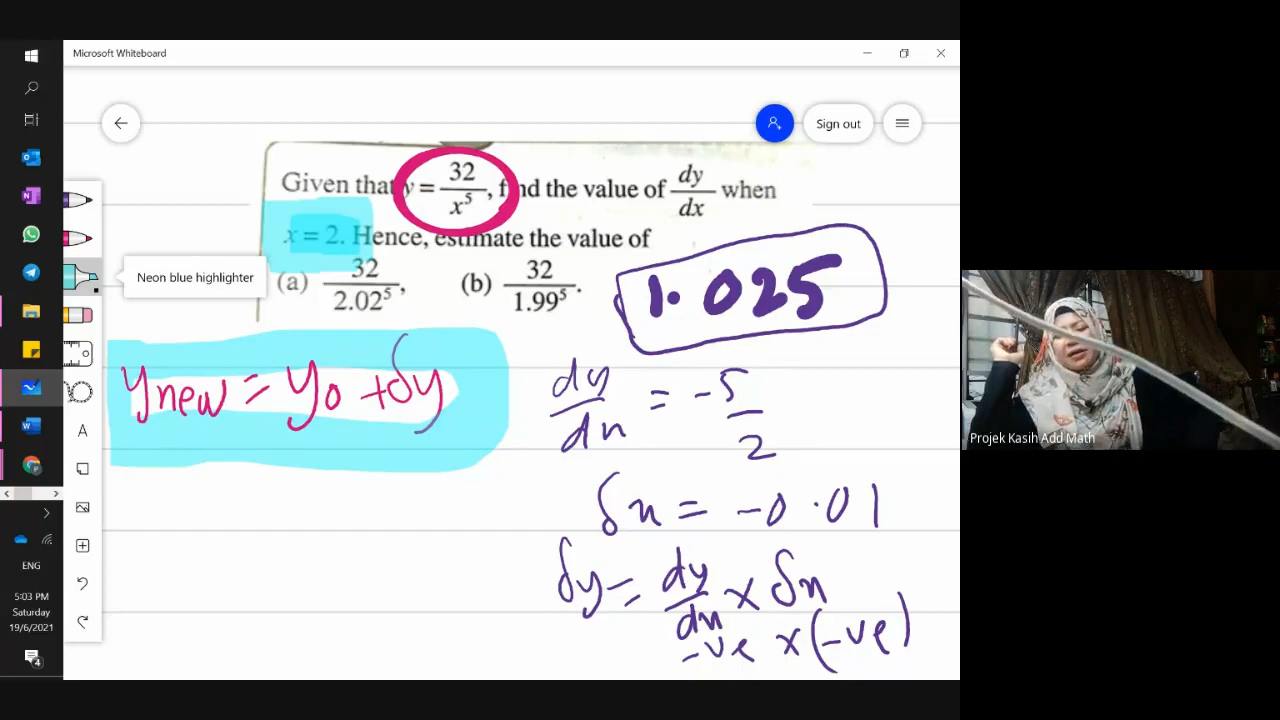 Microsoft Whiteboard
Sign out
Given that y = 32/x⁵, find the value of dy/dx when
x = 2. Hence, estimate the value of
(a) 32/2.02⁵, (b) 32/1.99⁵.
Neon blue highlighter
1.025
ynew = y0 + δy
dy/dx = -5/2
δx = -0.01
δy = dy/dx × δx
-ve × (-ve)
Projek Kasih Add Math
A
ENG
5:03 PM
Saturday
19/6/2021
4